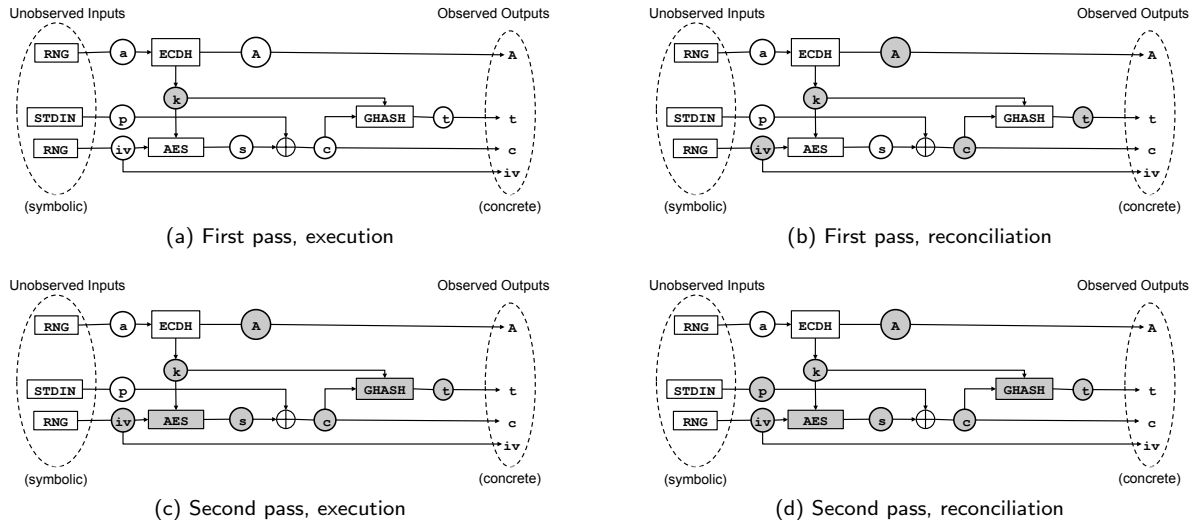 Unobserved Inputs Observed Outputs
RNG a ECDH A A
k
STDIN p GHASH t t
RNG iv AES s c c
iv
(symbolic) (concrete)
(a) First pass, execution
Unobserved Inputs Observed Outputs
RNG a ECDH A A
k
STDIN p GHASH t t
RNG iv AES s c c
iv
(symbolic) (concrete)
(b) First pass, reconciliation
Unobserved Inputs Observed Outputs
RNG a ECDH A A
k
STDIN p GHASH t t
RNG iv AES s c c
iv
(symbolic) (concrete)
(c) Second pass, execution
Unobserved Inputs Observed Outputs
RNG a ECDH A A
k
STDIN p GHASH t t
RNG iv AES s c c
iv
(symbolic) (concrete)
(d) Second pass, reconciliation